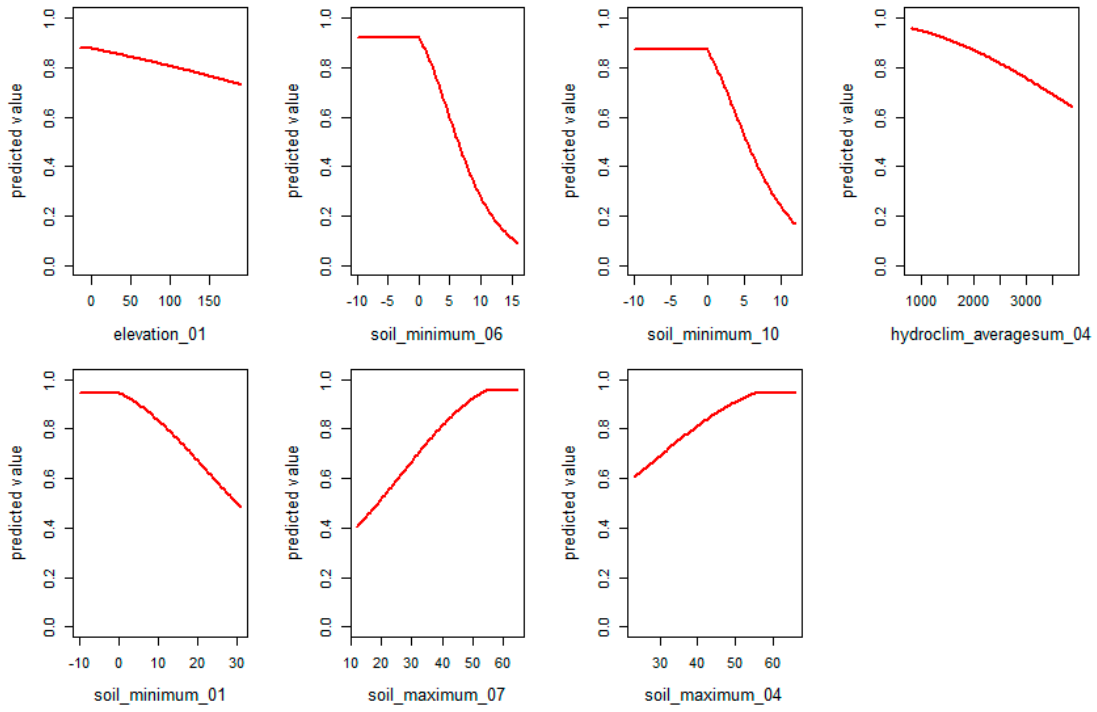 predicted value
0.0 0.2 0.4 0.6 0.8 1.0
0 50 100 150
elevation_01
predicted value
0.0 0.2 0.4 0.6 0.8 1.0
-10 -5 0 5 10 15
soil_minimum_06
predicted value
0.0 0.2 0.4 0.6 0.8 1.0
-10 -5 0 5 10
soil_minimum_10
predicted value
0.0 0.2 0.4 0.6 0.8 1.0
1000 2000 3000
hydroclim_averagesum_04
predicted value
0.0 0.2 0.4 0.6 0.8 1.0
-10 0 10 20 30
soil_minimum_01
predicted value
0.0 0.2 0.4 0.6 0.8 1.0
10 20 30 40 50 60
soil_maximum_07
predicted value
0.0 0.2 0.4 0.6 0.8 1.0
30 40 50 60
soil_maximum_04